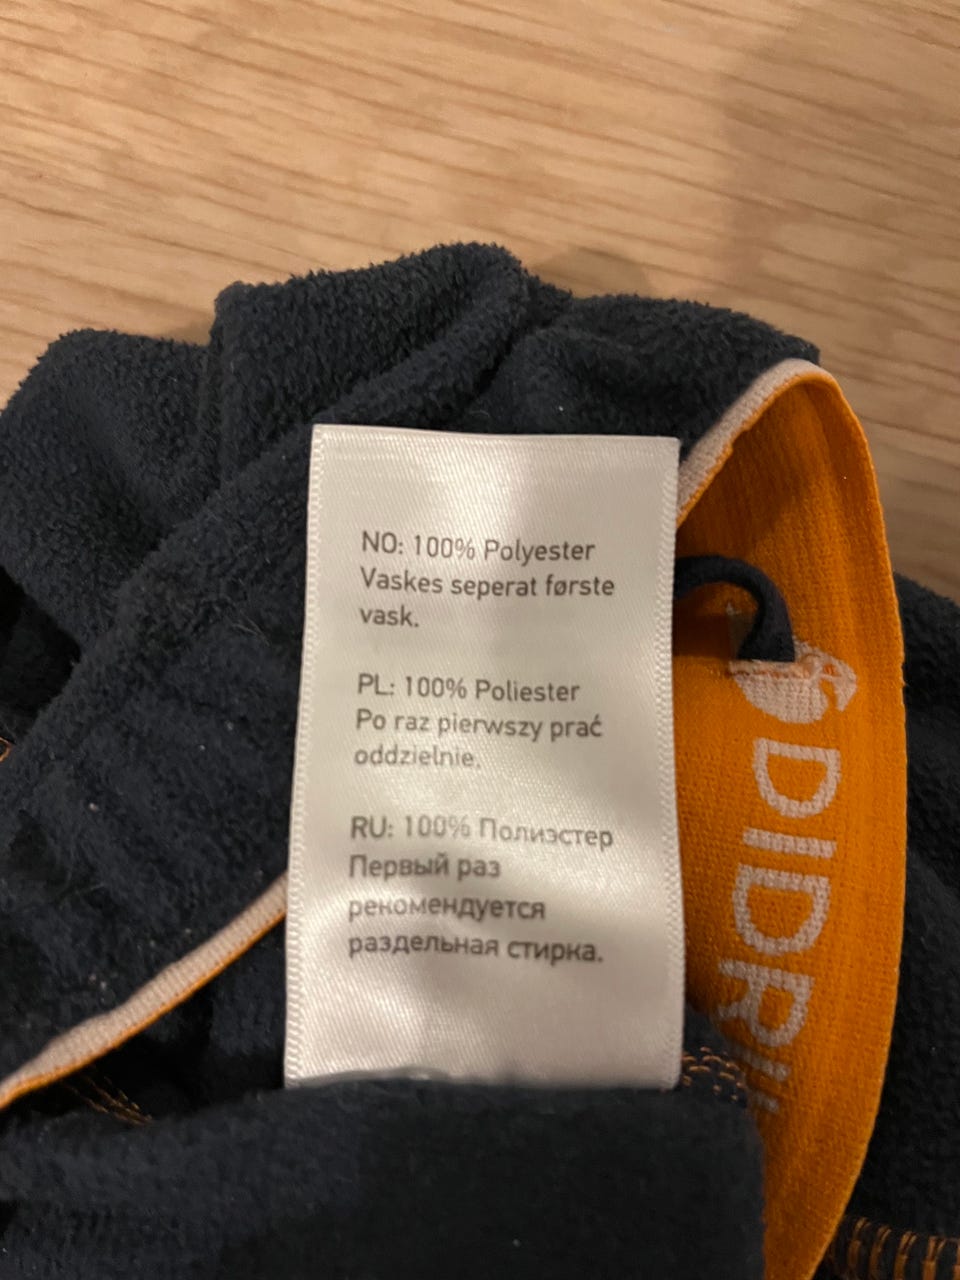 NO: 100% Polyester
Vaskes seperat første
vask.
PL: 100% Poliester
Po raz pierwszy prać
oddzielnie.
RU: 100% Полиэстер
Первый раз
рекомендуется
раздельная стирка.